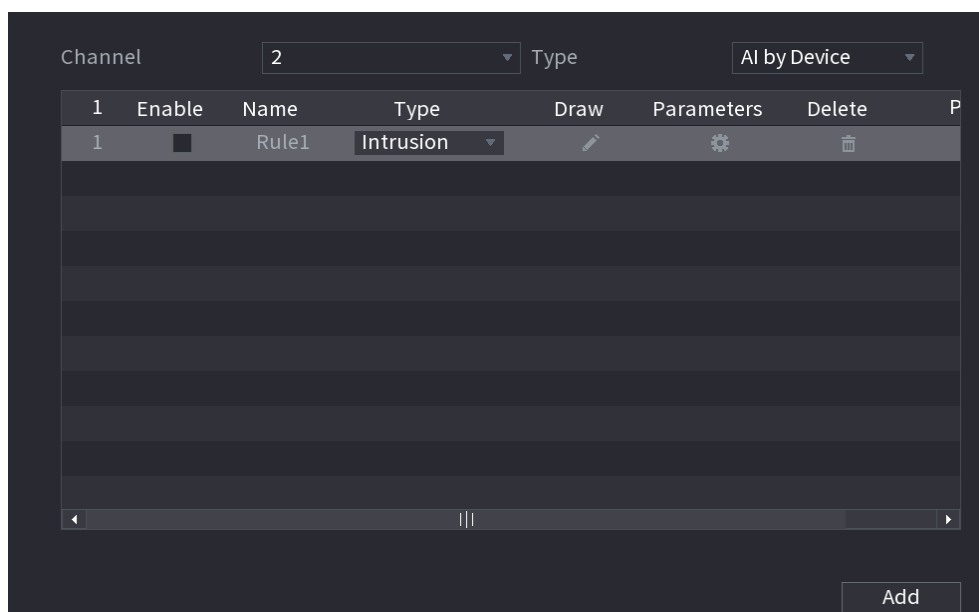 Channel 2 Type AI by Device
1 Enable Name Type Draw Parameters Delete P
1 Rule1 Intrusion
Add